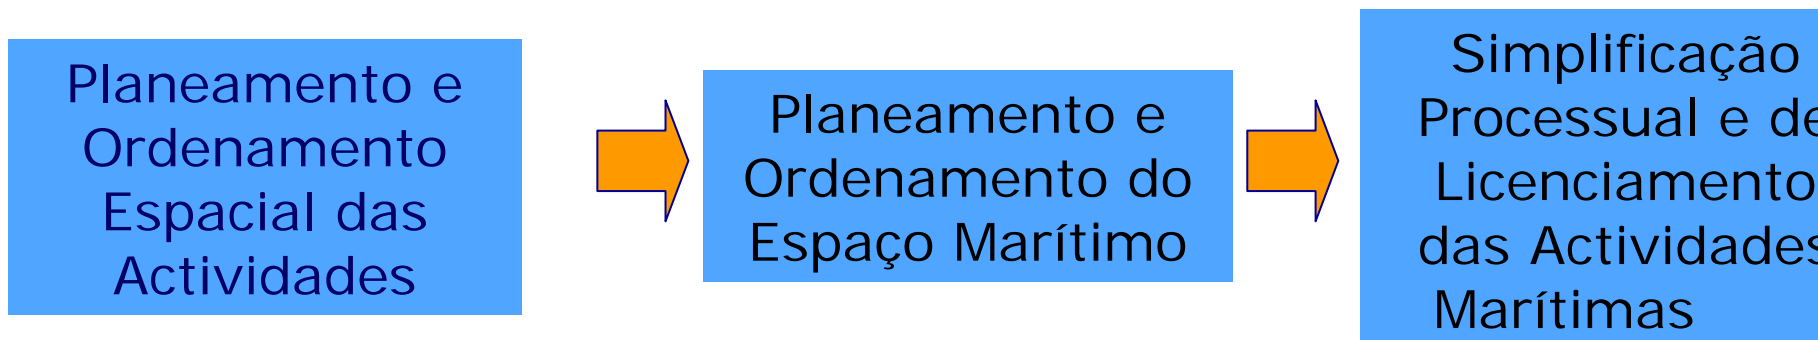 Planeamento e
Ordenamento
Espacial das
Actividades
Planeamento e
Ordenamento do
Espaço Marítimo
Simplificação
Processual e de
Licenciamento
das Actividades
Marítimas